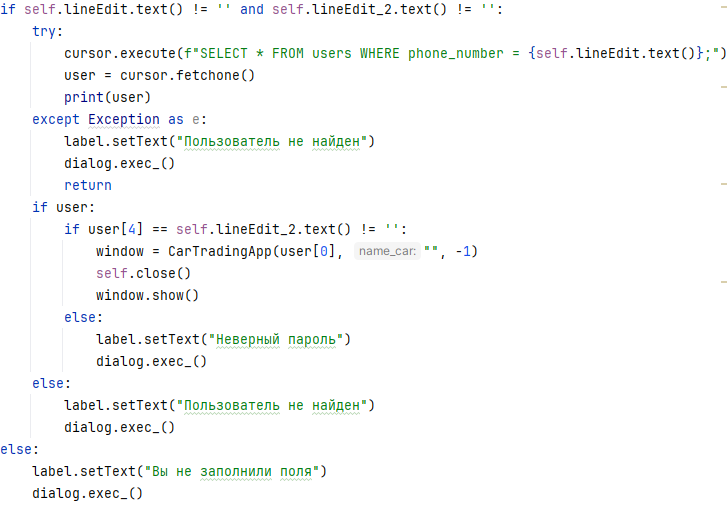 if self.lineEdit.text() != '' and self.lineEdit_2.text() != '':
    try:
        cursor.execute(f"SELECT * FROM users WHERE phone_number = {self.lineEdit.text()};")
        user = cursor.fetchone()
        print(user)
    except Exception as e:
        label.setText("Пользователь не найден")
        dialog.exec_()
        return
    if user:
        if user[4] == self.lineEdit_2.text() != '':
            window = CarTradingApp(user[0], name_car: "", -1)
            self.close()
            window.show()
        else:
            label.setText("Неверный пароль")
            dialog.exec_()
    else:
        label.setText("Пользователь не найден")
        dialog.exec_()
else:
    label.setText("Вы не заполнили поля")
    dialog.exec_()